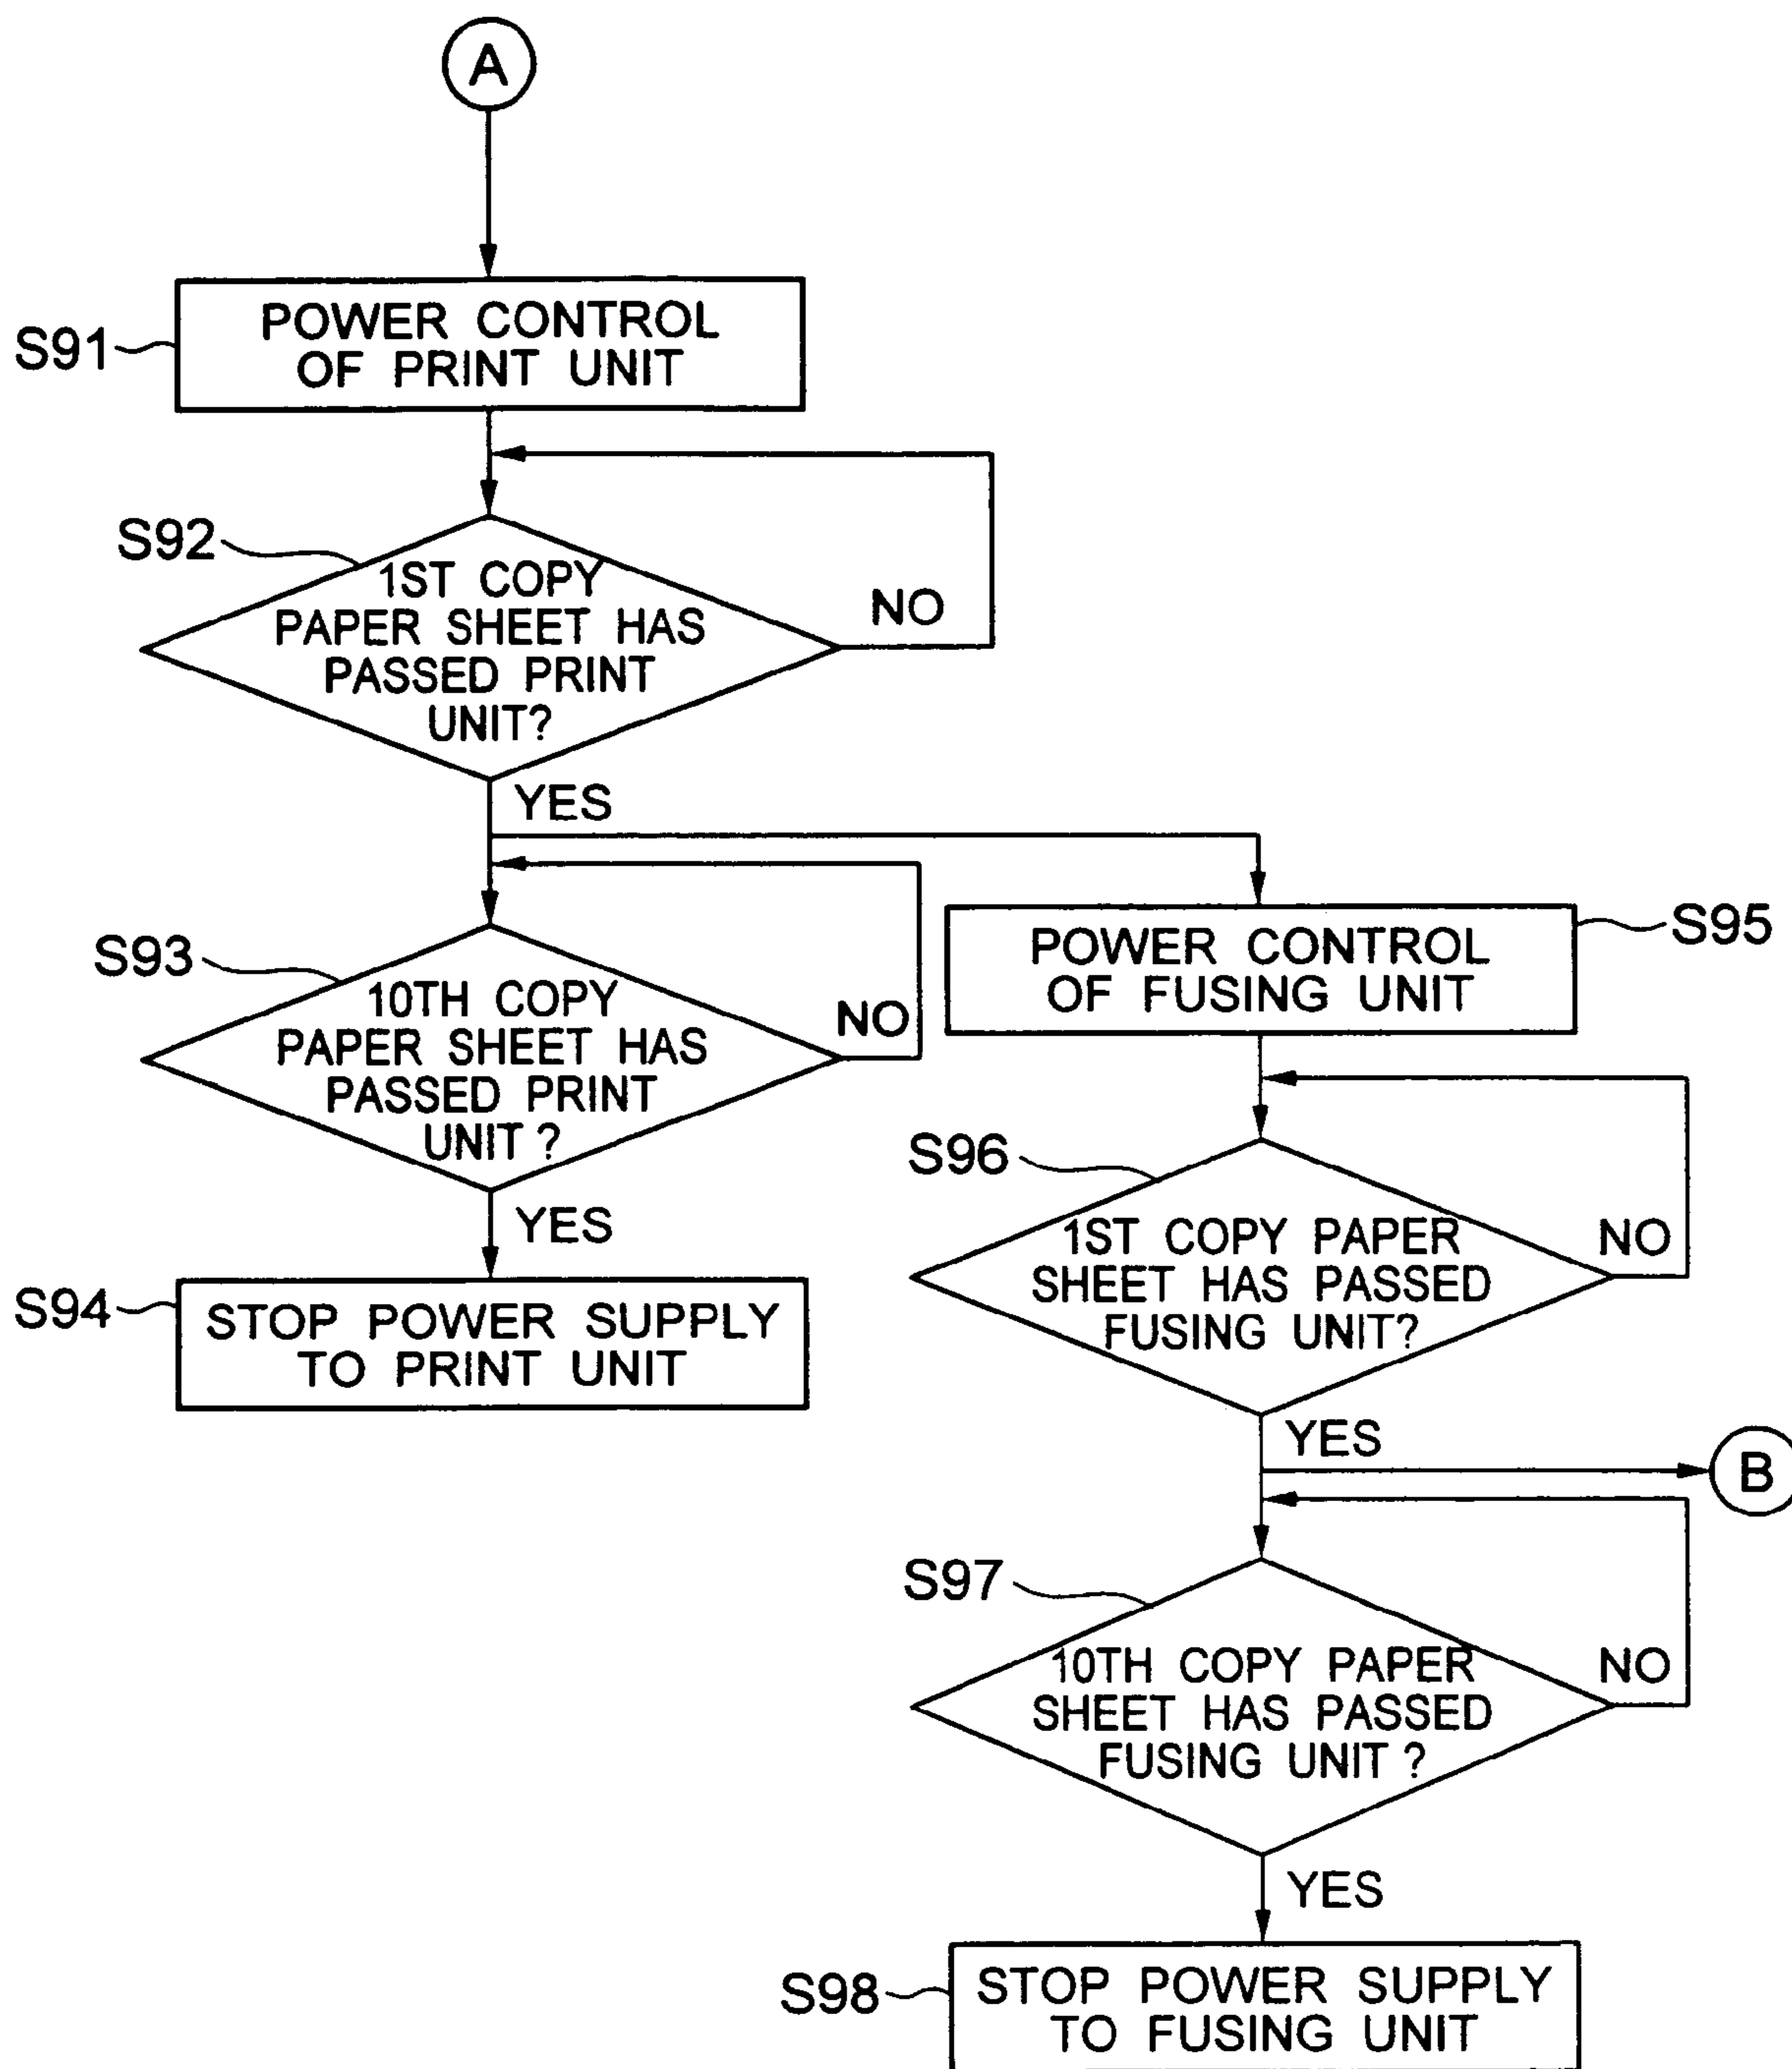 A
S91
POWER CONTROL
OF PRINT UNIT
S92
1ST COPY
PAPER SHEET HAS
PASSED PRINT
UNIT?
NO
YES
S93
10TH COPY
PAPER SHEET HAS
PASSED PRINT
UNIT ?
NO
YES
S94
STOP POWER SUPPLY
TO PRINT UNIT
S95
POWER CONTROL
OF FUSING UNIT
S96
1ST COPY PAPER
SHEET HAS PASSED
FUSING UNIT?
NO
YES
B
S97
10TH COPY PAPER
SHEET HAS PASSED
FUSING UNIT ?
NO
YES
S98
STOP POWER SUPPLY
TO FUSING UNIT